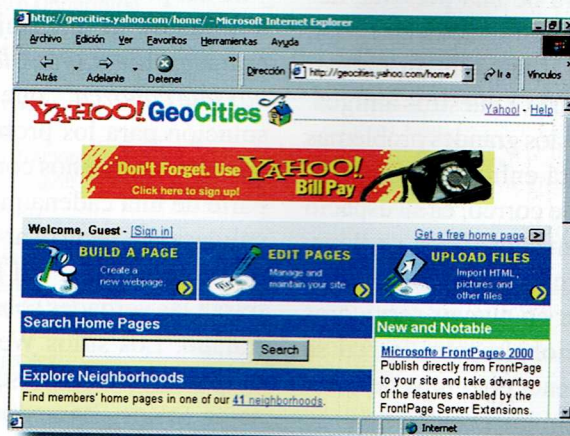 http://geocities.yahoo.com/home/ - Microsoft Internet Explorer
Archivo Edición Ver Favoritos Herramientas Ayuda
Atrás Adelante Detener » Dirección http://geocities.yahoo.com/home/ Ir a Vínculos »
YAHOO! GeoCities
Yahoo! - Help
Don't Forget. Use YAHOO! Bill Pay
Click here to sign up!
Welcome, Guest - [Sign in]
Get a free home page
BUILD A PAGE
Create a
new webpage.
EDIT PAGES
Manage and
maintain your site
UPLOAD FILES
Import HTML,
pictures and
other files
Search Home Pages
Search
Explore Neighborhoods
Find members' home pages in one of our 41 neighborhoods.
New and Notable
Microsoft® FrontPage® 2000
Publish directly from FrontPage
to your site and take advantage
of the features enabled by the
FrontPage Server Extensions.
Internet